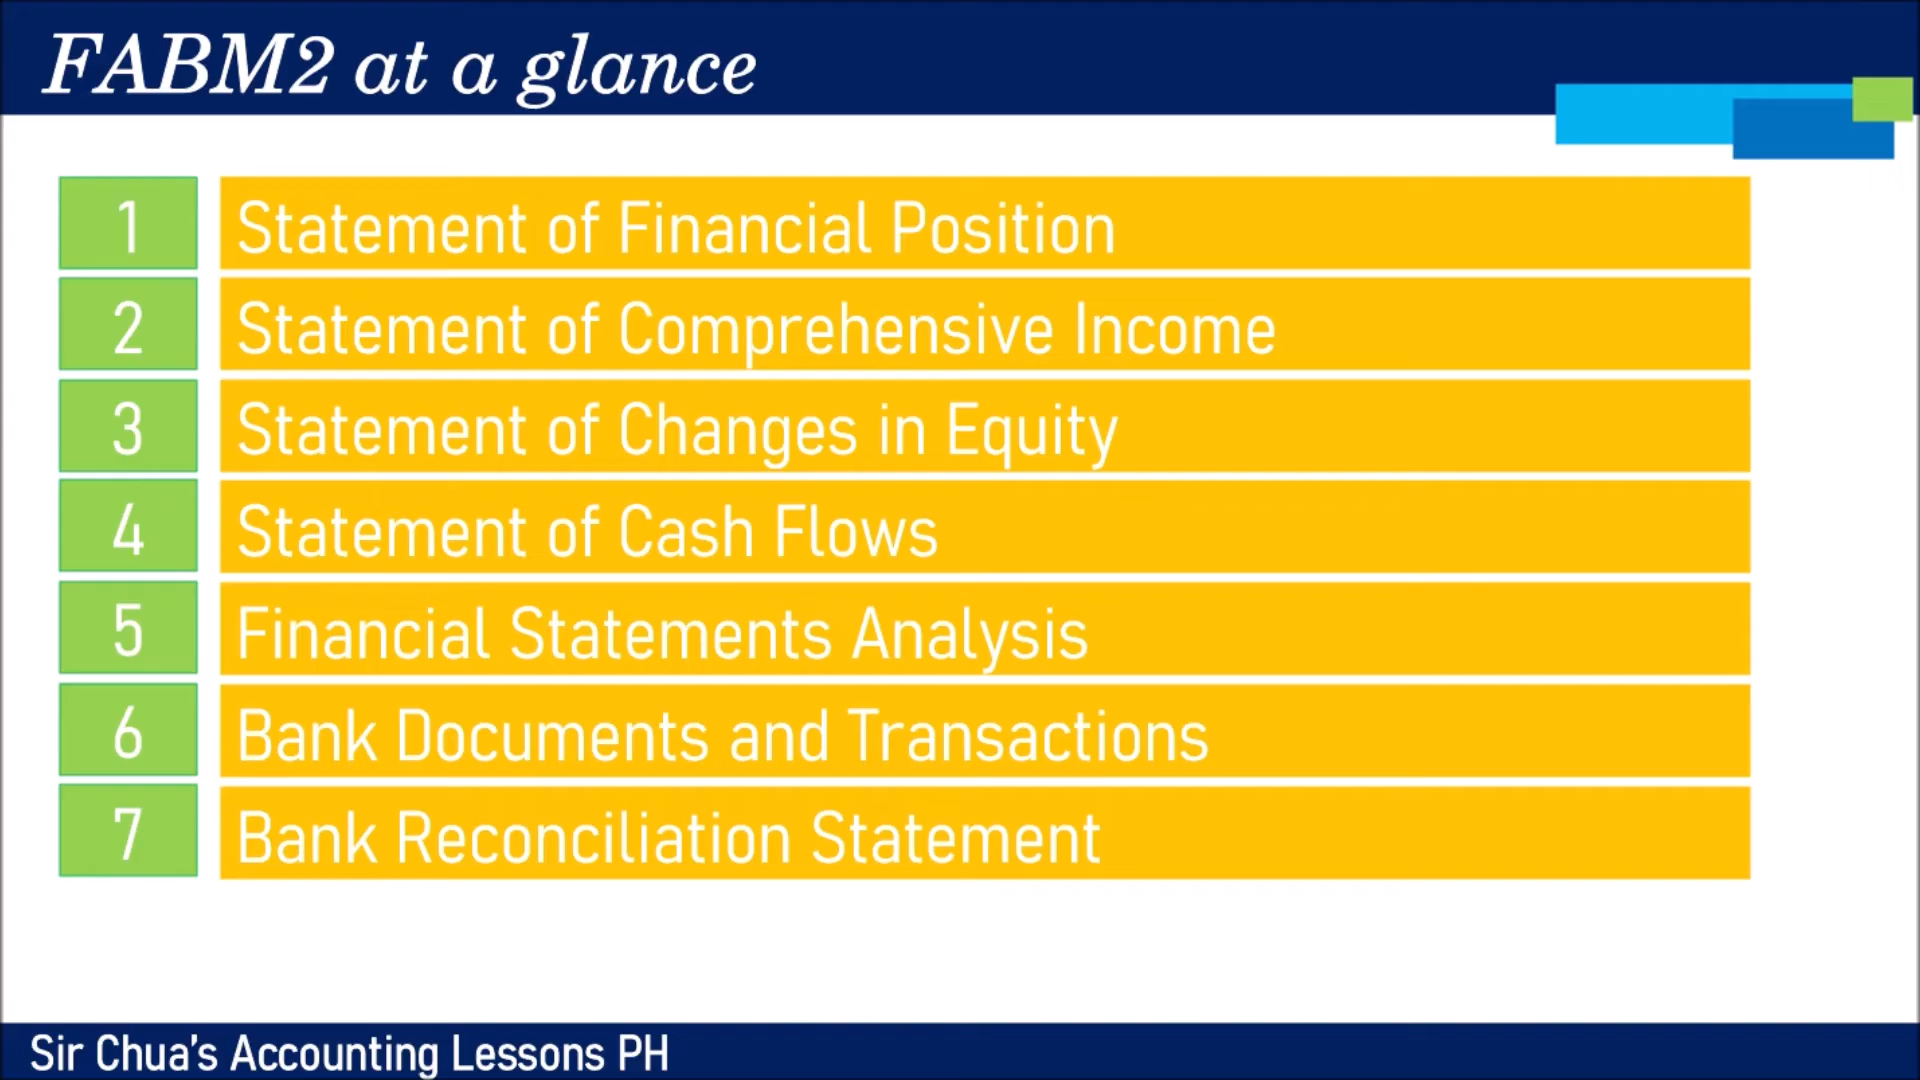 FABM2 at a glance
1 Statement of Financial Position
2 Statement of Comprehensive Income
3 Statement of Changes in Equity
4 Statement of Cash Flows
5 Financial Statements Analysis
6 Bank Documents and Transactions
7 Bank Reconciliation Statement
Sir Chua's Accounting Lessons PH